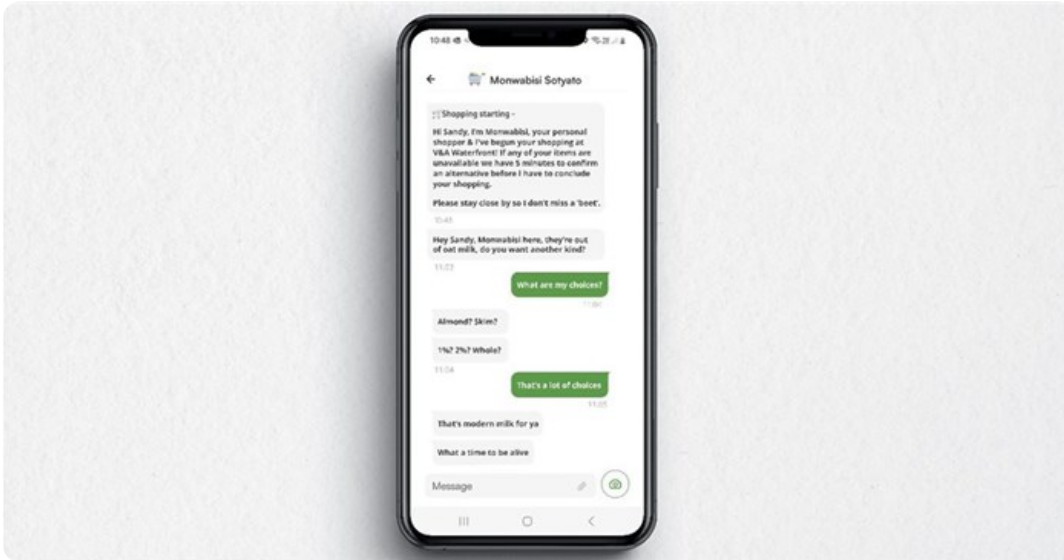 10:48
Monwabisi Sotyato
Shopping starting -
Hi Sandy, I'm Monwabisi, your personal
shopper & I've begun your shopping at
V&A Waterfront! If any of your items are
unavailable we have 5 minutes to confirm
an alternative before I have to conclude
your shopping.
Please stay close by so I don't miss a 'beet'.
Hey Sandy, Monwabisi here, they're out
of oat milk, do you want another kind?
What are my choices?
Almond? Skim?
1%? 2%? Whole?
11:04
That's a lot of choices
11:05
That's modern milk for ya
What a time to be alive
Message